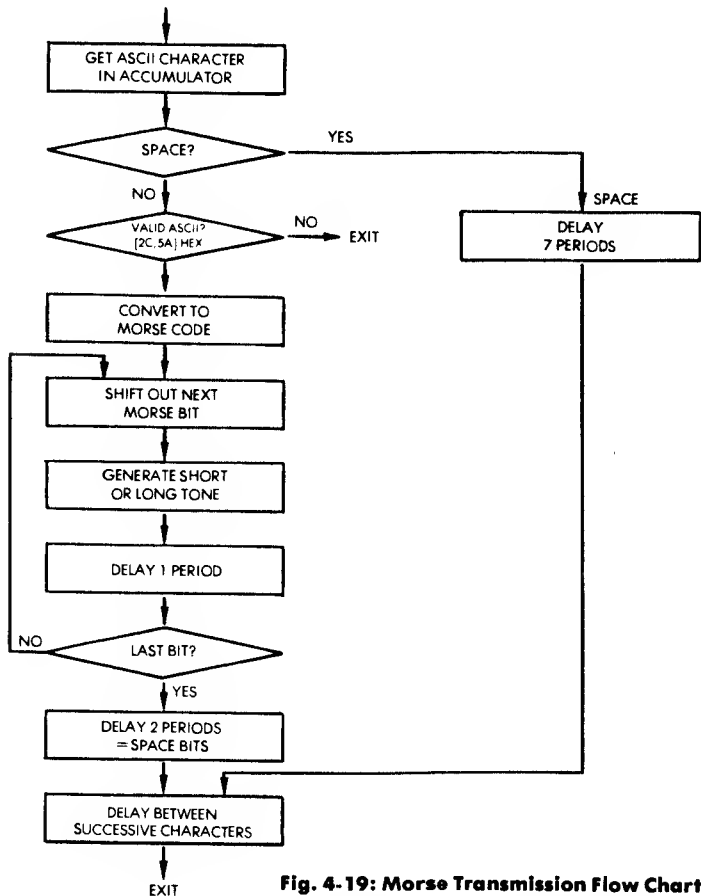 GET ASCII CHARACTER
IN ACCUMULATOR
SPACE?
YES
NO
SPACE
VALID ASCII?
[2C, 5A] HEX
NO
EXIT
DELAY
7 PERIODS
CONVERT TO
MORSE CODE
SHIFT OUT NEXT
MORSE BIT
GENERATE SHORT
OR LONG TONE
DELAY 1 PERIOD
NO
LAST BIT?
YES
DELAY 2 PERIODS
= SPACE BITS
DELAY BETWEEN
SUCCESSIVE CHARACTERS
EXIT
Fig. 4-19: Morse Transmission Flow Chart